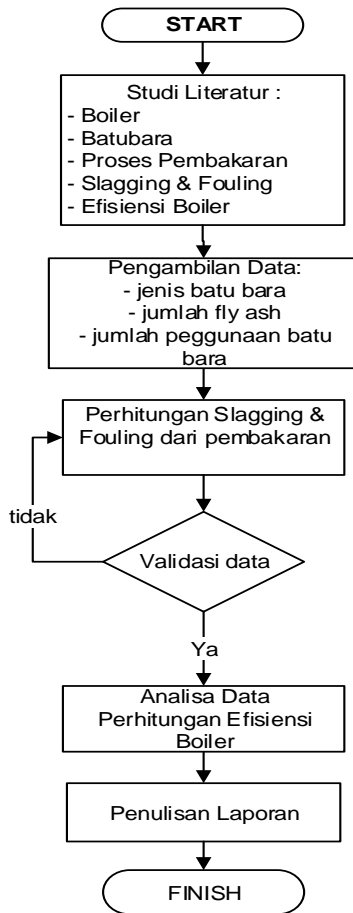 START
Studi Literatur :
- Boiler
- Batubara
- Proses Pembakaran
- Slagging & Fouling
- Efisiensi Boiler
Pengambilan Data:
- jenis batu bara
- jumlah fly ash
- jumlah peggunaan batu
bara
Perhitungan Slagging &
Fouling dari pembakaran
tidak
Validasi data
Ya
Analisa Data
Perhitungan Efisiensi
Boiler
Penulisan Laporan
FINISH